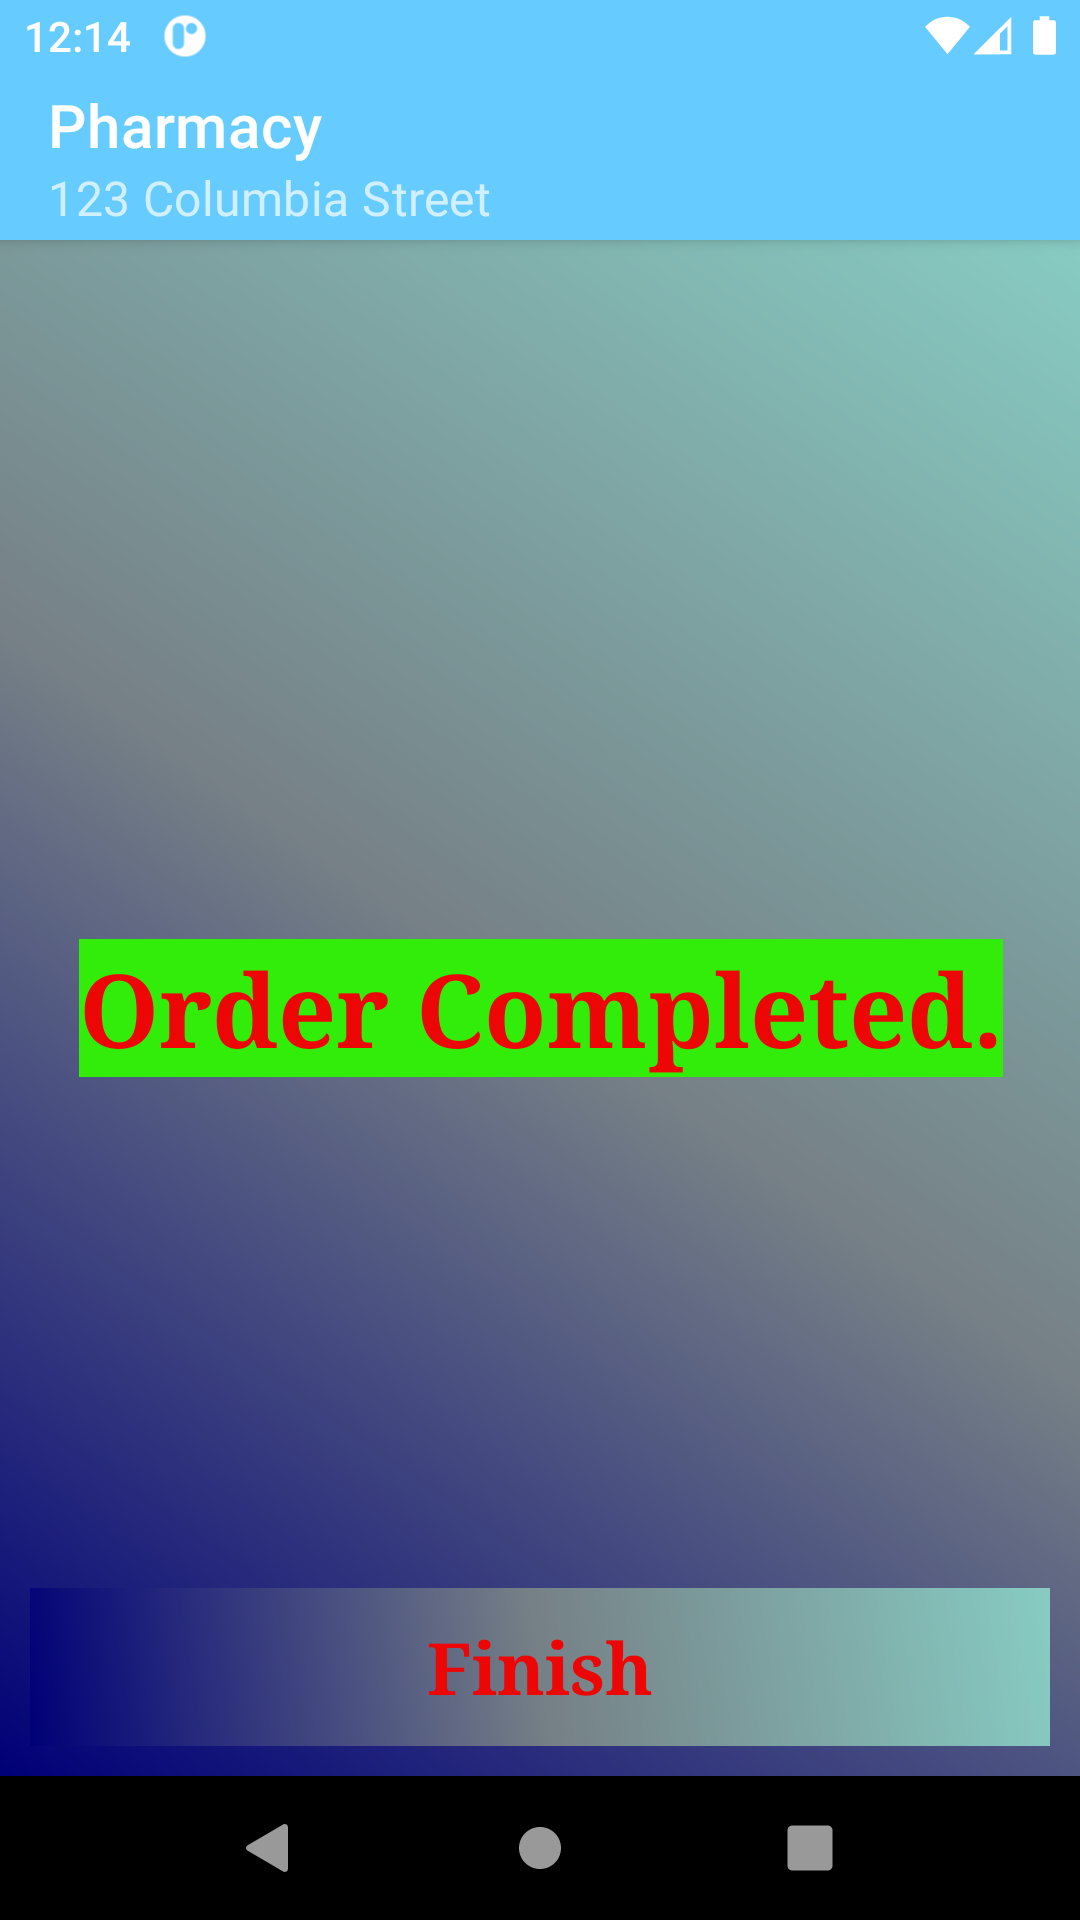 12:14
Pharmacy
123 Columbia Street
Order Completed.
Finish